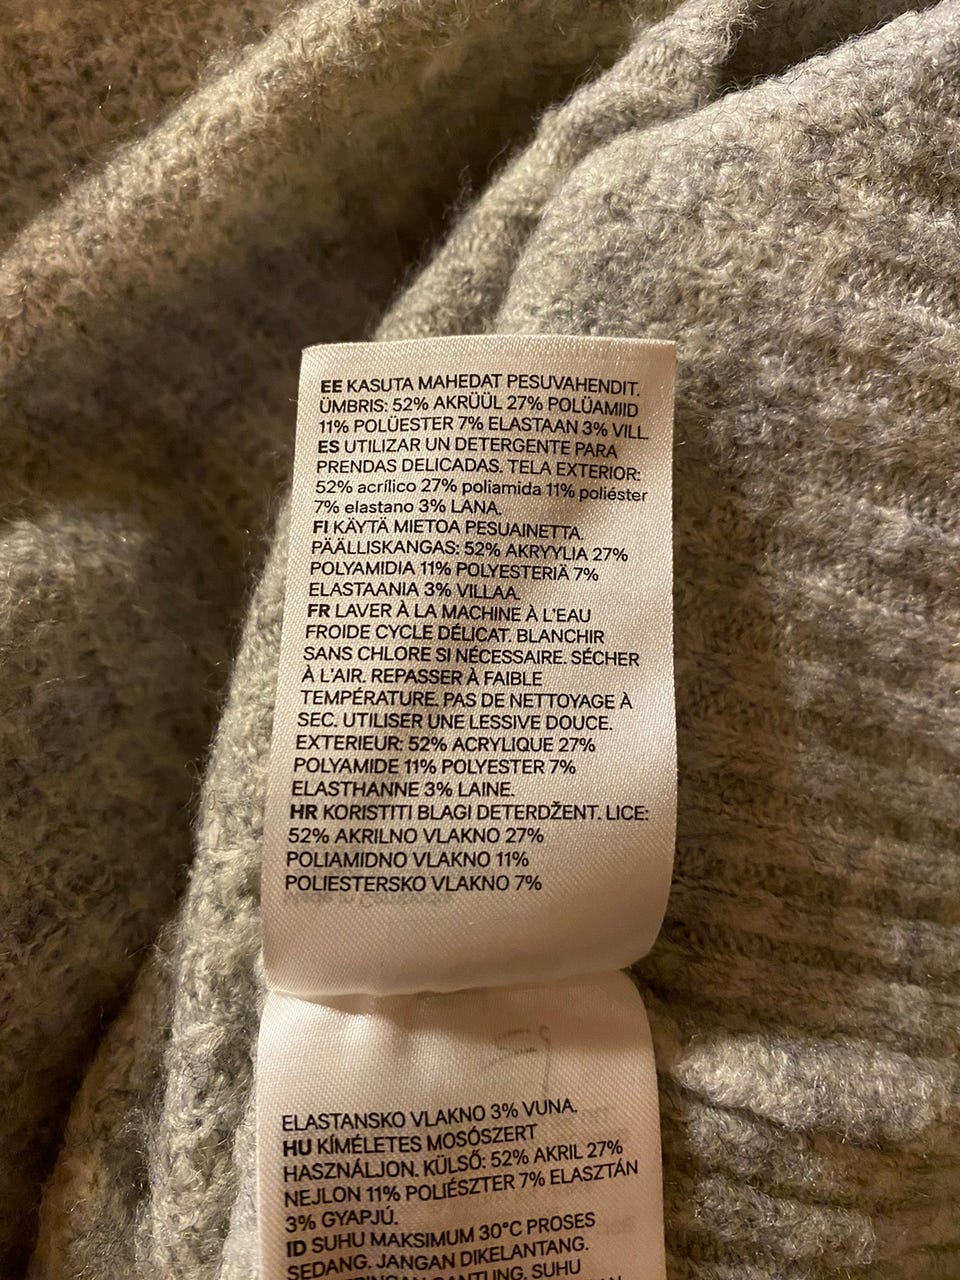 EE KASUTA MAHEDAT PESUVAHENDIT.
ÜMBRIS: 52% AKRÜÜL 27% POLÜAMIID
11% POLÜESTER 7% ELASTAAN 3% VILL.
ES UTILIZAR UN DETERGENTE PARA
PRENDAS DELICADAS. TELA EXTERIOR:
52% acrílico 27% poliamida 11% poliéster
7% elastano 3% LANA.
FI KÄYTÄ MIETOA PESUAINETTA.
PÄÄLLISKANGAS: 52% AKRYYLIA 27%
POLYAMIDIA 11% POLYESTERIÄ 7%
ELASTAANIA 3% VILLAA.
FR LAVER À LA MACHINE À L'EAU
FROIDE CYCLE DÉLICAT. BLANCHIR
SANS CHLORE SI NÉCESSAIRE. SÉCHER
À L'AIR. REPASSER À FAIBLE
TEMPÉRATURE. PAS DE NETTOYAGE À
SEC. UTILISER UNE LESSIVE DOUCE.
EXTERIEUR: 52% ACRYLIQUE 27%
POLYAMIDE 11% POLYESTER 7%
ELASTHANNE 3% LAINE.
HR KORISTITI BLAGI DETERDŽENT. LICE:
52% AKRILNO VLAKNO 27%
POLIAMIDNO VLAKNO 11%
POLIESTERSKO VLAKNO 7%
ELASTANSKO VLAKNO 3% VUNA.
HU KÍMÉLETES MOSÓSZERT
HASZNÁLJON. KÜLSŐ: 52% AKRIL 27%
NEJLON 11% POLIÉSZTER 7% ELASZTÁN
3% GYAPJÚ.
ID SUHU MAKSIMUM 30°C PROSES
SEDANG. JANGAN DIKELANTANG.
SUHU